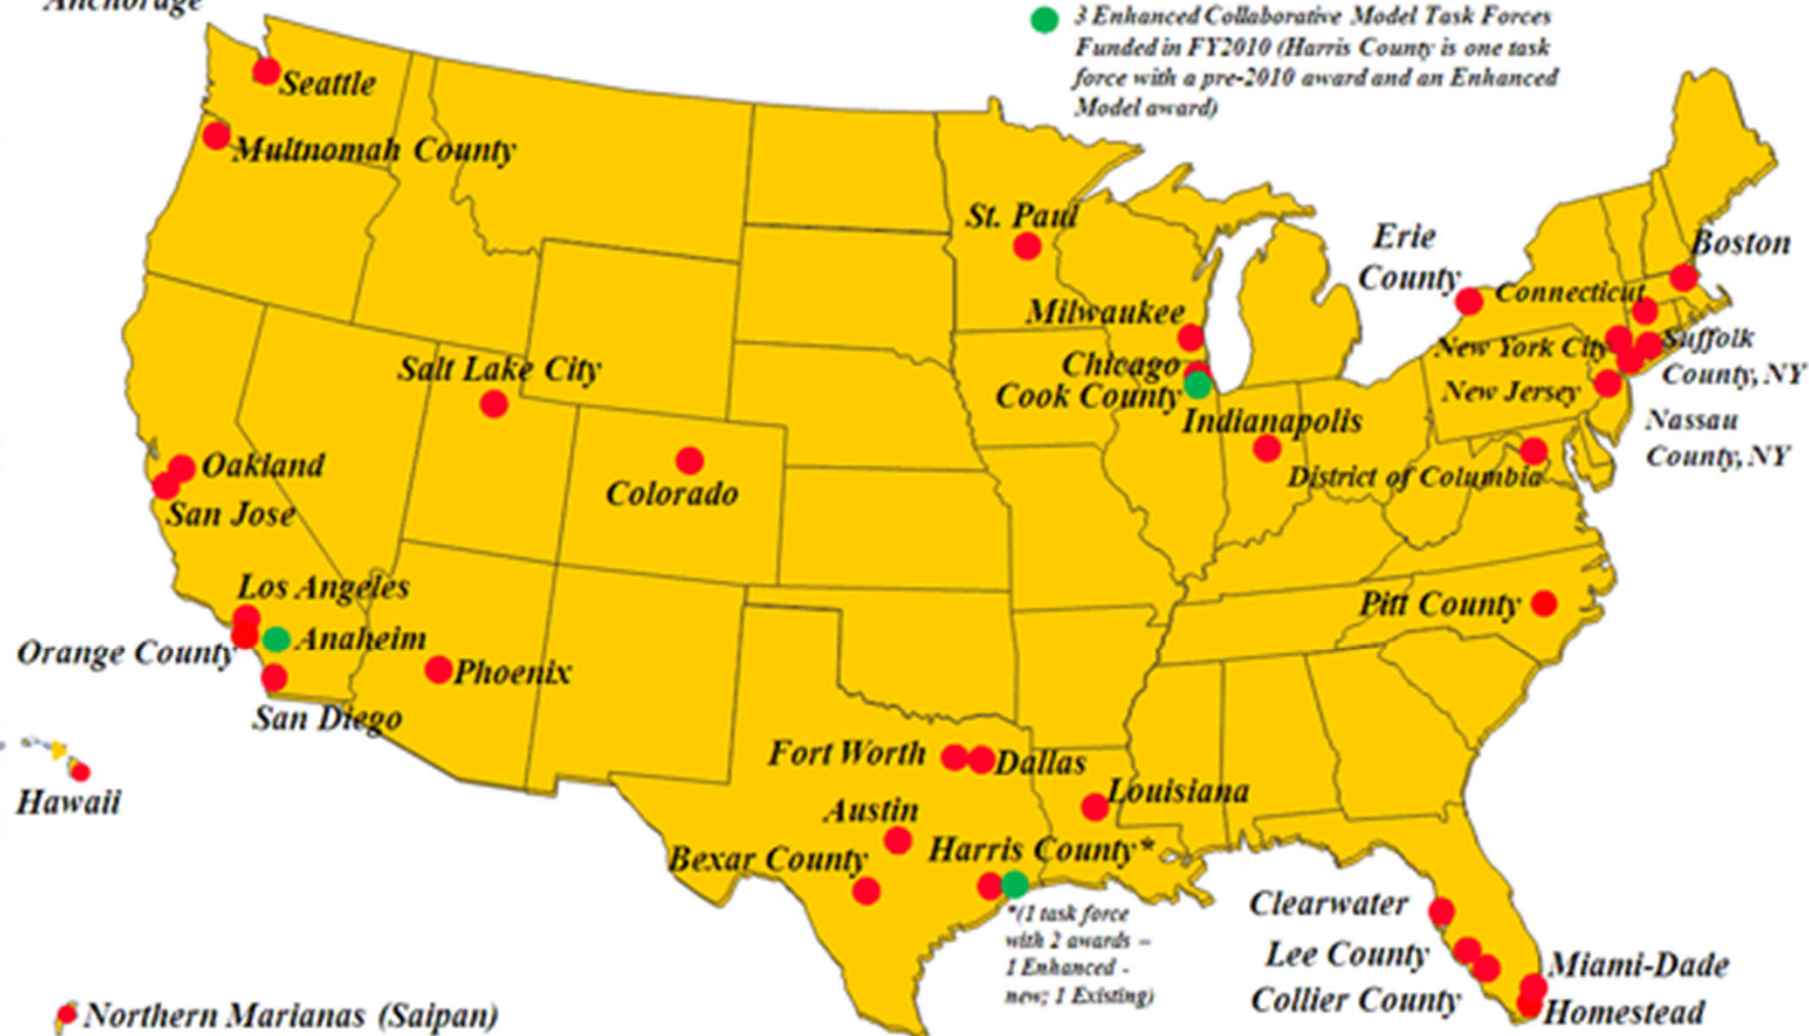 Anchorage
3 Enhanced Collaborative Model Task Forces
Funded in FY2010 (Harris County is one task
force with a pre-2010 award and an Enhanced
Model award)
Seattle
Multnomah County
St. Paul
Erie
County
Boston
Connecticut
Milwaukee
Suffolk
County, NY
New York City
Chicago
Cook County
Salt Lake City
New Jersey
Indianapolis
Nassau
County, NY
Oakland
District of Columbia
Colorado
San Jose
Los Angeles
Pitt County
Anaheim
Orange County
Phoenix
San Diego
Fort Worth
Dallas
Hawaii
Louisiana
Austin
Harris County*
Bexar County
*(1 task force
with 2 awards –
1 Enhanced -
new; 1 Existing)
Clearwater
Lee County
Miami-Dade
Collier County
Homestead
Northern Marianas (Saipan)